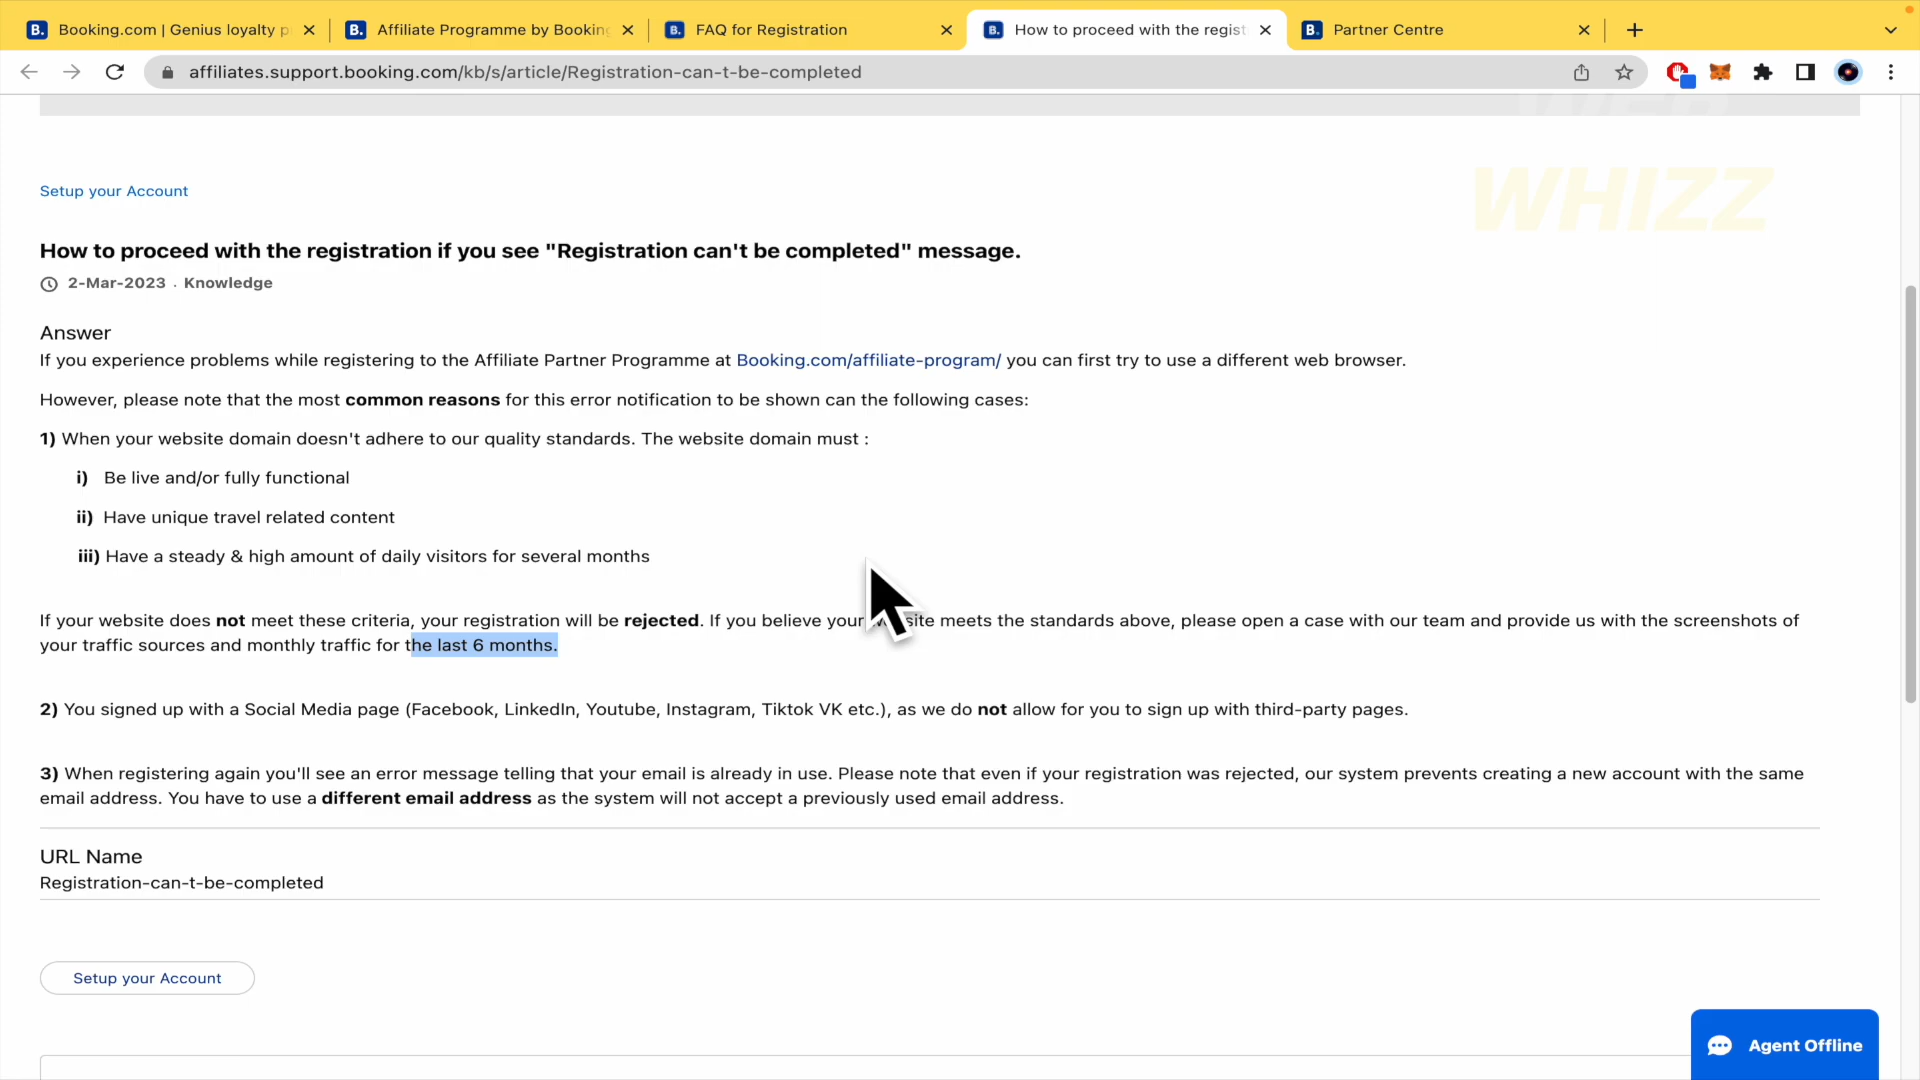 B. Booking.com | Genius loyalty p
B. Affiliate Programme by Booking
B. FAQ for Registration
B. How to proceed with the regist
B. Partner Centre
affiliates.support.booking.com/kb/s/article/Registration-can-t-be-completed
WHIZZ
Setup your Account
How to proceed with the registration if you see "Registration can't be completed" message.
2-Mar-2023 . Knowledge
Answer
If you experience problems while registering to the Affiliate Partner Programme at Booking.com/affiliate-program/ you can first try to use a different web browser.
However, please note that the most common reasons for this error notification to be shown can the following cases:
1) When your website domain doesn't adhere to our quality standards. The website domain must :
i) Be live and/or fully functional
ii) Have unique travel related content
iii) Have a steady & high amount of daily visitors for several months
If your website does not meet these criteria, your registration will be rejected. If you believe your meets the standards above, please open a case with our team and provide us with the screenshots of
your traffic sources and monthly traffic for the last 6 months.
2) You signed up with a Social Media page (Facebook, LinkedIn, Youtube, Instagram, Tiktok VK etc.), as we do not allow for you to sign up with third-party pages.
3) When registering again you'll see an error message telling that your email is already in use. Please note that even if your registration was rejected, our system prevents creating a new account with the same
email address. You have to use a different email address as the system will not accept a previously used email address.
URL Name
Registration-can-t-be-completed
Setup your Account
Agent Offline